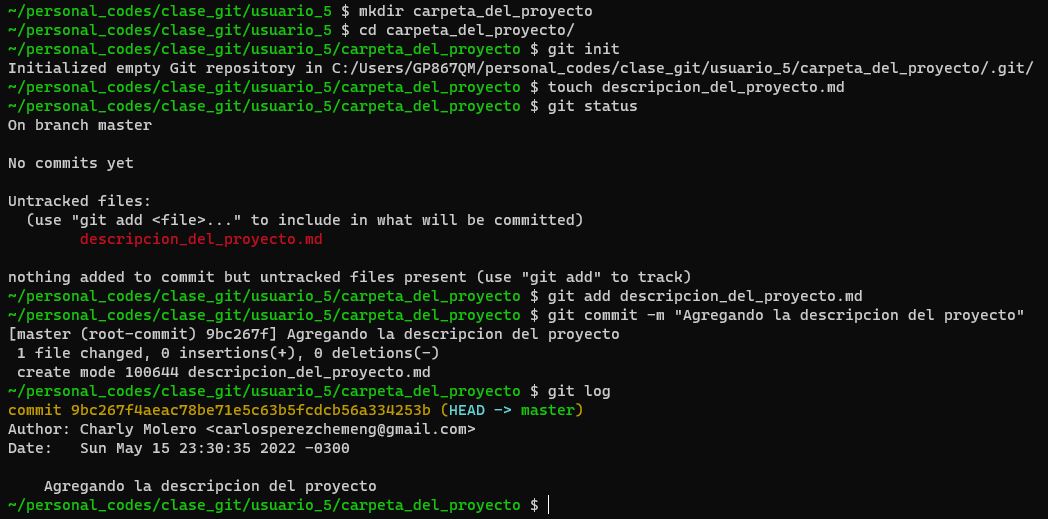 ~/personal_codes/clase_git/usuario_5 $ mkdir carpeta_del_proyecto
~/personal_codes/clase_git/usuario_5 $ cd carpeta_del_proyecto/
~/personal_codes/clase_git/usuario_5/carpeta_del_proyecto $ git init
Initialized empty Git repository in C:/Users/GP867QM/personal_codes/clase_git/usuario_5/carpeta_del_proyecto/.git/
~/personal_codes/clase_git/usuario_5/carpeta_del_proyecto $ touch descripcion_del_proyecto.md
~/personal_codes/clase_git/usuario_5/carpeta_del_proyecto $ git status
On branch master

No commits yet

Untracked files:
  (use "git add <file>..." to include in what will be committed)
        descripcion_del_proyecto.md

nothing added to commit but untracked files present (use "git add" to track)
~/personal_codes/clase_git/usuario_5/carpeta_del_proyecto $ git add descripcion_del_proyecto.md
~/personal_codes/clase_git/usuario_5/carpeta_del_proyecto $ git commit -m "Agregando la descripcion del proyecto"
[master (root-commit) 9bc267f] Agregando la descripcion del proyecto
 1 file changed, 0 insertions(+), 0 deletions(-)
 create mode 100644 descripcion_del_proyecto.md
~/personal_codes/clase_git/usuario_5/carpeta_del_proyecto $ git log
commit 9bc267f4aeac78be71e5c63b5fcdcb56a334253b (HEAD -> master)
Author: Charly Molero <carlosperezchemeng@gmail.com>
Date:   Sun May 15 23:30:35 2022 -0300

    Agregando la descripcion del proyecto
~/personal_codes/clase_git/usuario_5/carpeta_del_proyecto $